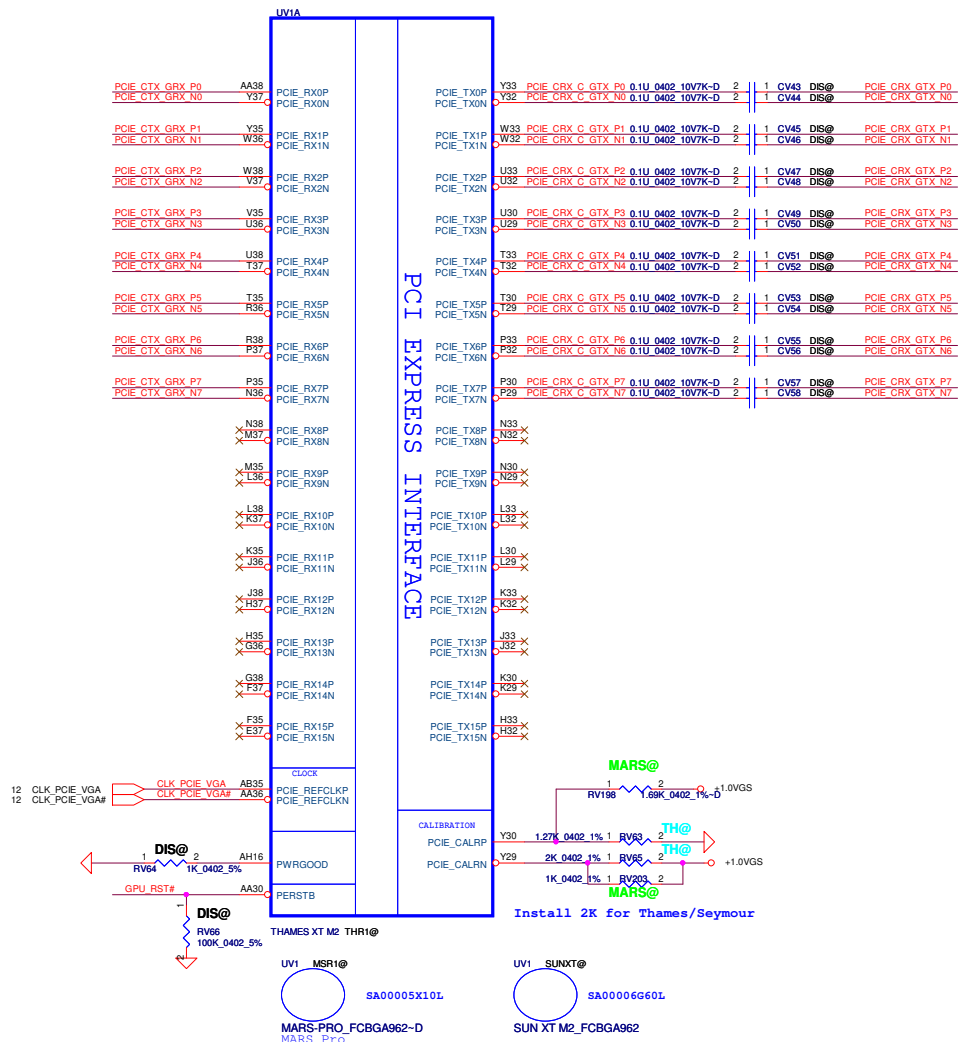 UV1A
PCIE_CTX_GRX_P0 AA38 PCIE_RX0P PCIE_TX0P Y33 PCIE_CRX_C_GTX_P0 0.1U_0402_10V7K~D 2 1 CV43 DIS@ PCIE_CRX_GTX_P0
PCIE_CTX_GRX_N0 Y37 PCIE_RX0N PCIE_TX0N Y32 PCIE_CRX_C_GTX_N0 0.1U_0402_10V7K~D 2 1 CV44 DIS@ PCIE_CRX_GTX_N0
PCIE_CTX_GRX_P1 Y35 PCIE_RX1P PCIE_TX1P W33 PCIE_CRX_C_GTX_P1 0.1U_0402_10V7K~D 2 1 CV45 DIS@ PCIE_CRX_GTX_P1
PCIE_CTX_GRX_N1 W36 PCIE_RX1N PCIE_TX1N W32 PCIE_CRX_C_GTX_N1 0.1U_0402_10V7K~D 2 1 CV46 DIS@ PCIE_CRX_GTX_N1
PCIE_CTX_GRX_P2 W38 PCIE_RX2P PCIE_TX2P U33 PCIE_CRX_C_GTX_P2 0.1U_0402_10V7K~D 2 1 CV47 DIS@ PCIE_CRX_GTX_P2
PCIE_CTX_GRX_N2 V37 PCIE_RX2N PCIE_TX2N U32 PCIE_CRX_C_GTX_N2 0.1U_0402_10V7K~D 2 1 CV48 DIS@ PCIE_CRX_GTX_N2
PCIE_CTX_GRX_P3 V35 PCIE_RX3P PCIE_TX3P U30 PCIE_CRX_C_GTX_P3 0.1U_0402_10V7K~D 2 1 CV49 DIS@ PCIE_CRX_GTX_P3
PCIE_CTX_GRX_N3 U36 PCIE_RX3N PCIE_TX3N U29 PCIE_CRX_C_GTX_N3 0.1U_0402_10V7K~D 2 1 CV50 DIS@ PCIE_CRX_GTX_N3
PCIE_CTX_GRX_P4 U38 PCIE_RX4P PCIE_TX4P T33 PCIE_CRX_C_GTX_P4 0.1U_0402_10V7K~D 2 1 CV51 DIS@ PCIE_CRX_GTX_P4
PCIE_CTX_GRX_N4 T37 PCIE_RX4N PCIE_TX4N T32 PCIE_CRX_C_GTX_N4 0.1U_0402_10V7K~D 2 1 CV52 DIS@ PCIE_CRX_GTX_N4
PCIE_CTX_GRX_P5 T35 PCIE_RX5P PCIE_TX5P T30 PCIE_CRX_C_GTX_P5 0.1U_0402_10V7K~D 2 1 CV53 DIS@ PCIE_CRX_GTX_P5
PCIE_CTX_GRX_N5 R36 PCIE_RX5N PCIE_TX5N T29 PCIE_CRX_C_GTX_N5 0.1U_0402_10V7K~D 2 1 CV54 DIS@ PCIE_CRX_GTX_N5
PCIE_CTX_GRX_P6 R38 PCIE_RX6P PCIE_TX6P P33 PCIE_CRX_C_GTX_P6 0.1U_0402_10V7K~D 2 1 CV55 DIS@ PCIE_CRX_GTX_P6
PCIE_CTX_GRX_N6 P37 PCIE_RX6N PCIE_TX6N P32 PCIE_CRX_C_GTX_N6 0.1U_0402_10V7K~D 2 1 CV56 DIS@ PCIE_CRX_GTX_N6
PCIE_CTX_GRX_P7 P35 PCIE_RX7P PCIE_TX7P P30 PCIE_CRX_C_GTX_P7 0.1U_0402_10V7K~D 2 1 CV57 DIS@ PCIE_CRX_GTX_P7
PCIE_CTX_GRX_N7 N36 PCIE_RX7N PCIE_TX7N P29 PCIE_CRX_C_GTX_N7 0.1U_0402_10V7K~D 2 1 CV58 DIS@ PCIE_CRX_GTX_N7
PCI EXPRESS INTERFACE
N38 PCIE_RX8P PCIE_TX8P N33
M37 PCIE_RX8N PCIE_TX8N N32
M35 PCIE_RX9P PCIE_TX9P N30
L36 PCIE_RX9N PCIE_TX9N N29
L38 PCIE_RX10P PCIE_TX10P L33
K37 PCIE_RX10N PCIE_TX10N L32
K35 PCIE_RX11P PCIE_TX11P L30
J36 PCIE_RX11N PCIE_TX11N L29
J38 PCIE_RX12P PCIE_TX12P K33
H37 PCIE_RX12N PCIE_TX12N K32
H35 PCIE_RX13P PCIE_TX13P J33
G36 PCIE_RX13N PCIE_TX13N J32
G38 PCIE_RX14P PCIE_TX14P K30
F37 PCIE_RX14N PCIE_TX14N K29
F35 PCIE_RX15P PCIE_TX15P H33
E37 PCIE_RX15N PCIE_TX15N H32
MARS@
CLOCK
12 CLK_PCIE_VGA CLK_PCIE_VGA AB35 PCIE_REFCLKP
12 CLK_PCIE_VGA# CLK_PCIE_VGA# AA36 PCIE_REFCLKN
1 2 +1.0VGS
RV198 1.69K_0402_1%~D
CALIBRATION
TH@
PCIE_CALRP Y30 1.27K_0402_1% 1 RV63 2
DIS@
TH@
1 2 AH16 PWRGOOD PCIE_CALRN Y29 2K_0402_1% 1 RV65 2 +1.0VGS
RV64 1K_0402_5%
1K_0402_1% 1 RV203 2
MARS@
GPU_RST# AA30 PERSTB
1 DIS@
Install 2K for Thames/Seymour
RV66
100K_0402_5%
2
THAMES XT M2 THR1@
UV1 MSR1@ UV1 SUNXT@
SA00005X10L SA00006G60L
MARS-PRO_FCBGA962~D SUN XT M2_FCBGA962
MARS Pro